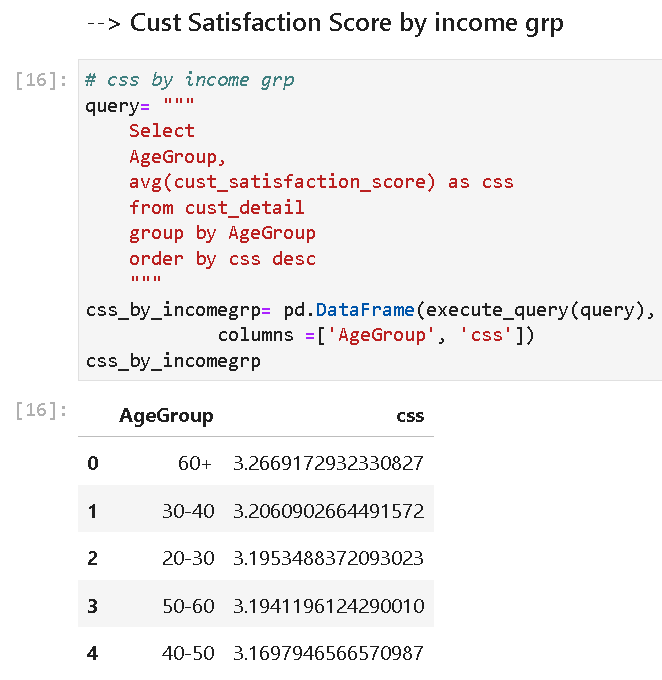 --> Cust Satisfaction Score by income grp
[16]: # css by income grp
query= """
Select
AgeGroup,
avg(cust_satisfaction_score) as css
from cust_detail
group by AgeGroup
order by css desc
"""
css_by_incomegrp= pd.DataFrame(execute_query(query),
columns =['AgeGroup', 'css'])
css_by_incomegrp
[16]:
AgeGroup css
0 60+ 3.2669172932330827
1 30-40 3.2060902664491572
2 20-30 3.1953488372093023
3 50-60 3.1941196124290010
4 40-50 3.1697946566570987